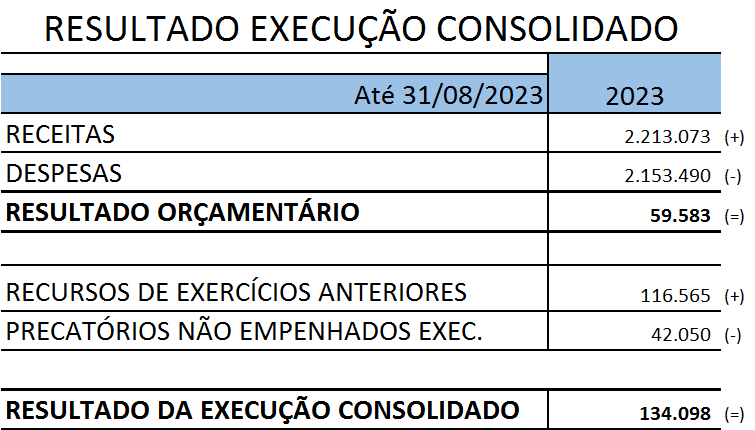 RESULTADO EXECUÇÃO CONSOLIDADO
Até 31/08/2023 2023
RECEITAS 2.213.073 (+)
DESPESAS 2.153.490 (-)
RESULTADO ORÇAMENTÁRIO 59.583 (=)
RECURSOS DE EXERCÍCIOS ANTERIORES 116.565 (+)
PRECATÓRIOS NÃO EMPENHADOS EXEC. 42.050 (-)
RESULTADO DA EXECUÇÃO CONSOLIDADO 134.098 (=)